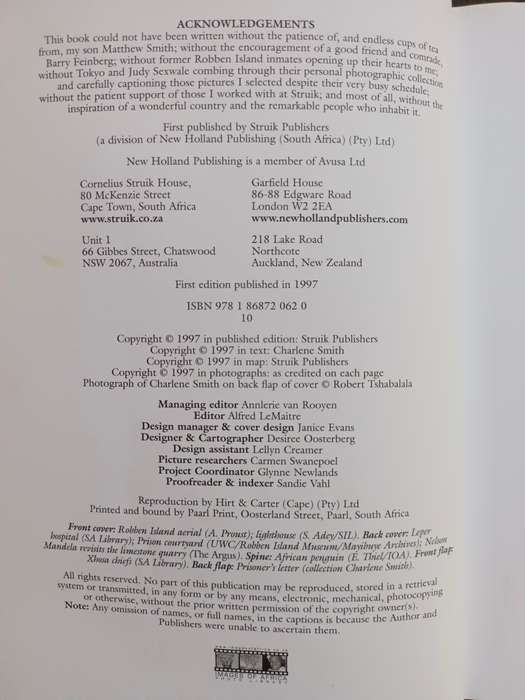 ACKNOWLEDGEMENTS
This book could not have been written without the patience of, and endless cups of tea
from, my son Matthew Smith; without the encouragement of a good friend and comrade,
Barry Feinberg; without former Robben Island inmates opening up their hearts to me;
without Tokyo and Judy Sexwale combing through their personal photographic collection
and carefully captioning those pictures I selected despite their very busy schedule;
without the patient support of those I worked with at Struik; and most of all, without the
inspiration of a wonderful country and the remarkable people who inhabit it.
First published by Struik Publishers
(a division of New Holland Publishing (South Africa) (Pty) Ltd)
New Holland Publishing is a member of Avusa Ltd
Cornelius Struik House,
80 McKenzie Street
Cape Town, South Africa
www.struik.co.za
Garfield House
86-88 Edgware Road
London W2 2EA
www.newhollandpublishers.com
Unit 1
66 Gibbes Street, Chatswood
NSW 2067, Australia
218 Lake Road
Northcote
Auckland, New Zealand
First edition published in 1997
ISBN 978 1 86872 062 0
10
Copyright © 1997 in published edition: Struik Publishers
Copyright © 1997 in text: Charlene Smith
Copyright © 1997 in map: Struik Publishers
Copyright © 1997 in photographs: as credited on each page
Photograph of Charlene Smith on back flap of cover © Robert Tshabalala
Managing editor Annlerie van Rooyen
Editor Alfred LeMaitre
Design manager & cover design Janice Evans
Designer & Cartographer Desireé Oosterberg
Design assistant Lellyn Creamer
Picture researchers Carmen Swanepoel
Project Coordinator Glynne Newlands
Proofreader & indexer Sandie Vahl
Reproduction by Hirt & Carter (Cape) (Pty) Ltd
Printed and bound by Paarl Print, Oosterland Street, Paarl, South Africa
Front cover: Robben Island aerial (A. Proust); lighthouse (S. Adey/SIL). Back cover: Leper
hospital (SA Library); Prison courtyard (UWC/Robben Island Museum/Mayibuye Archives); Nelson
Mandela revisits the limestone quarry (The Argus). Spine: African penguin (E. Thiel/IOA). Front flap:
Xhosa chiefs (SA Library). Back flap: Prisoner's letter (collection Charlene Smith).
All rights reserved. No part of this publication may be reproduced, stored in a retrieval
system or transmitted, in any form or by any means, electronic, mechanical, photocopying
or otherwise, without the prior written permission of the copyright owner(s).
Note: Any omission of names, or full names, in the captions is because the Author and
Publishers were unable to ascertain them.
IMAGES OF AFRICA
PHOTO LIBRARY